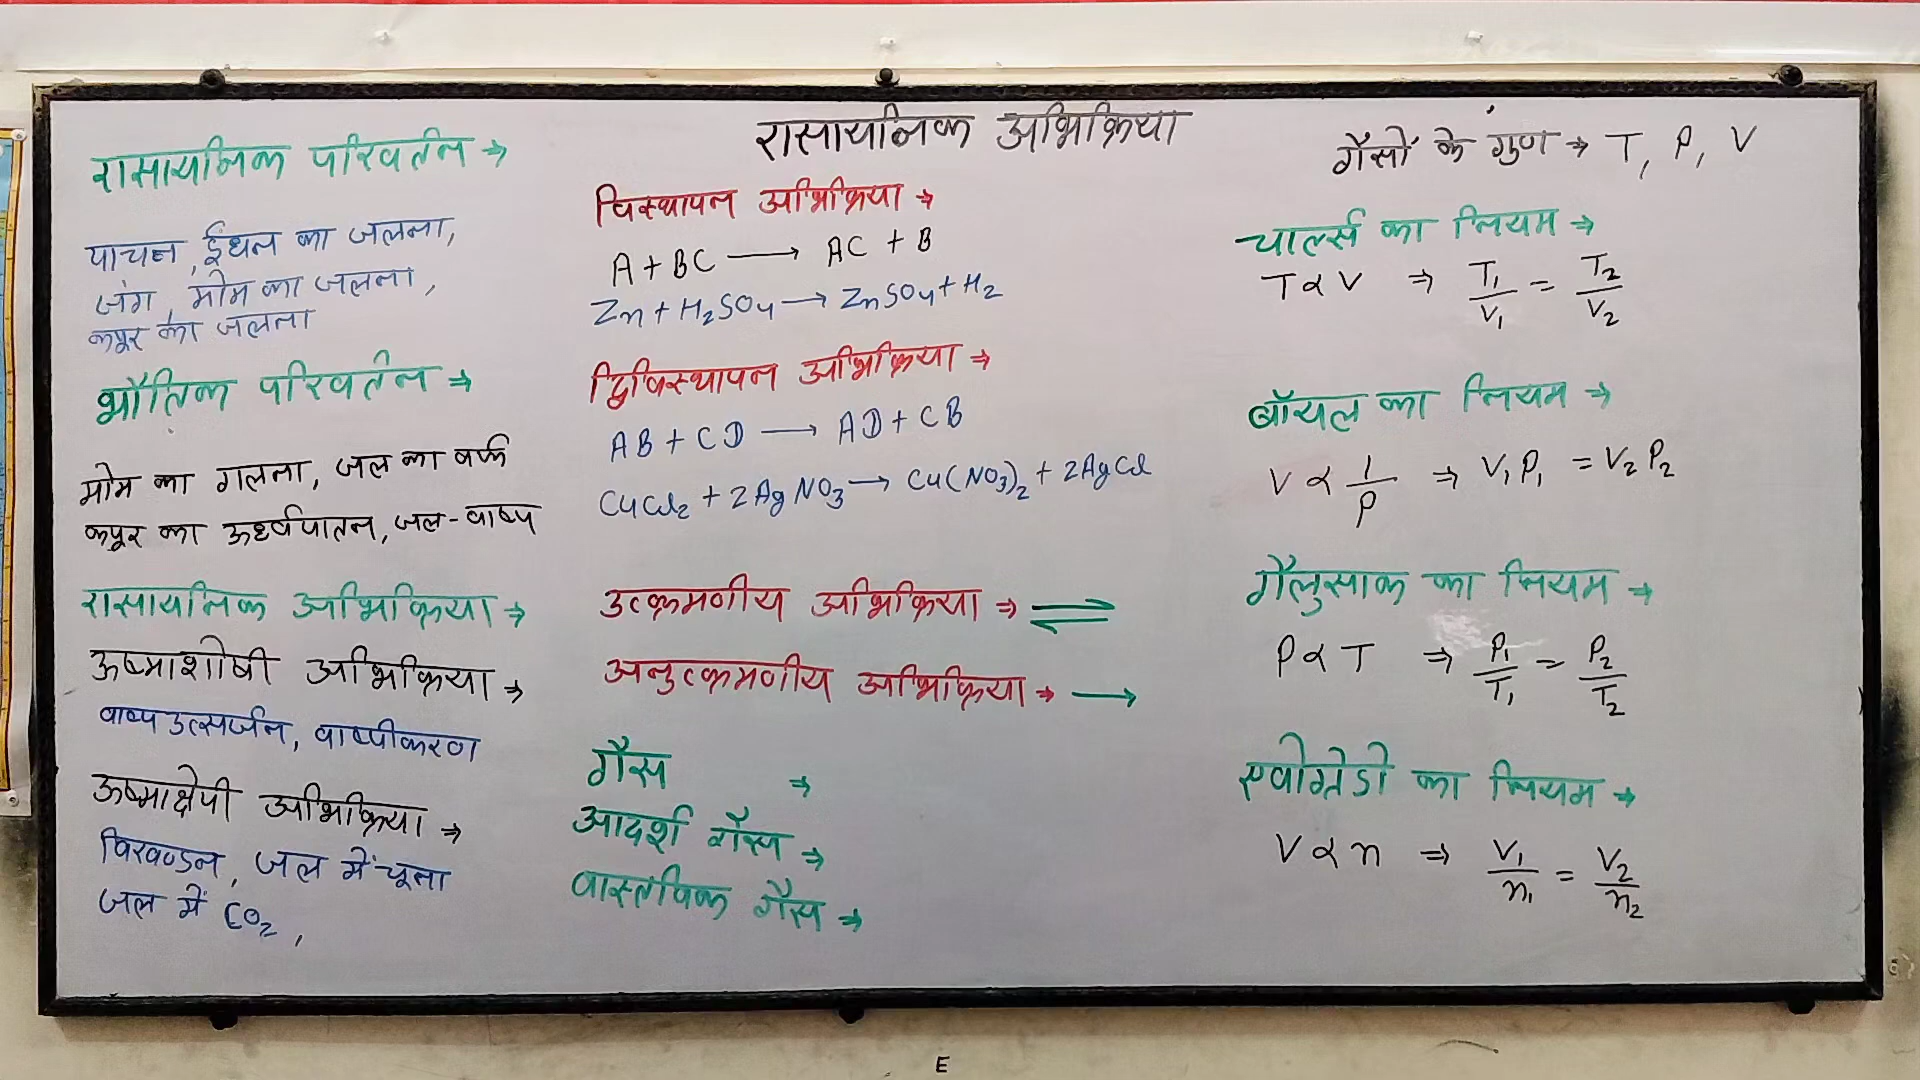 रासायनिक अभिक्रिया
रासायनिक परिवर्तन ⇒
पाचन, ईंधन का जलना,
जंग, मोम का जलना,
कपूर का जलना
भौतिक परिवर्तन ⇒
मोम का गलना, जल का बर्फ
कपूर का ऊर्ध्वपातन, जल-वाष्प
रासायनिक अभिक्रिया ⇒
ऊष्माशोषी अभिक्रिया ⇒
वाष्पउत्सर्जन, वाष्पीकरण
ऊष्माक्षेपी अभिक्रिया ⇒
विखण्डन, जल में चूना
जल में CO₂,
विस्थापन अभिक्रिया ⇒
A + BC ⟶ AC + B
Zn + H₂SO₄ ⟶ ZnSO₄ + H₂
द्विविस्थापन अभिक्रिया ⇒
AB + CD ⟶ AD + CB
CuCl₂ + 2AgNO₃ ⟶ Cu(NO₃)₂ + 2AgCl
उत्क्रमणीय अभिक्रिया ⇒ ⇌
अनुत्क्रमणीय अभिक्रिया ⇒ ⟶
गैस ⇒
आदर्श गैस ⇒
वास्तविक गैस ⇒
गैसों के गुण ⇒ T, P, V
चार्ल्स का नियम ⇒
T ∝ V ⇒ T₁/V₁ = T₂/V₂
बॉयल का नियम ⇒
V ∝ 1/P ⇒ V₁P₁ = V₂P₂
गैलुसाक का नियम ⇒
P ∝ T ⇒ P₁/T₁ = P₂/T₂
एवोग्रेडो का नियम ⇒
V ∝ n ⇒ V₁/n₁ = V₂/n₂
E